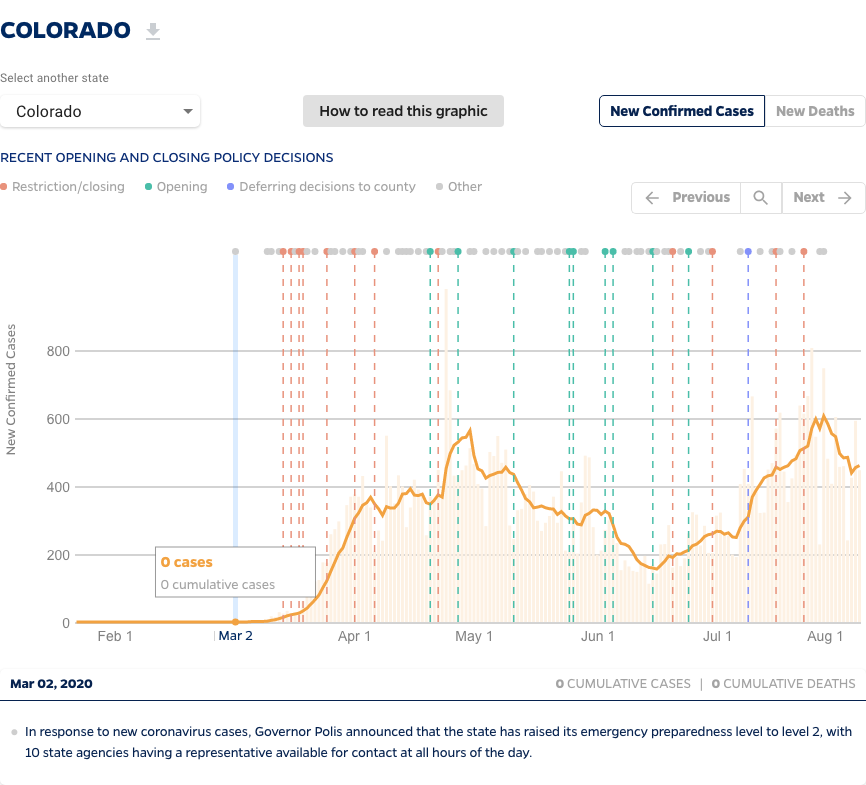 COLORADO
Select another state
Colorado
How to read this graphic
New Confirmed Cases
New Deaths
RECENT OPENING AND CLOSING POLICY DECISIONS
Restriction/closing
Opening
Deferring decisions to county
Other
Previous
Next
New Confirmed Cases
800
600
400
200
0
0 cases
0 cumulative cases
Feb 1
Mar 2
Apr 1
May 1
Jun 1
Jul 1
Aug 1
Mar 02, 2020
0 CUMULATIVE CASES | 0 CUMULATIVE DEATHS
In response to new coronavirus cases, Governor Polis announced that the state has raised its emergency preparedness level to level 2, with
10 state agencies having a representative available for contact at all hours of the day.